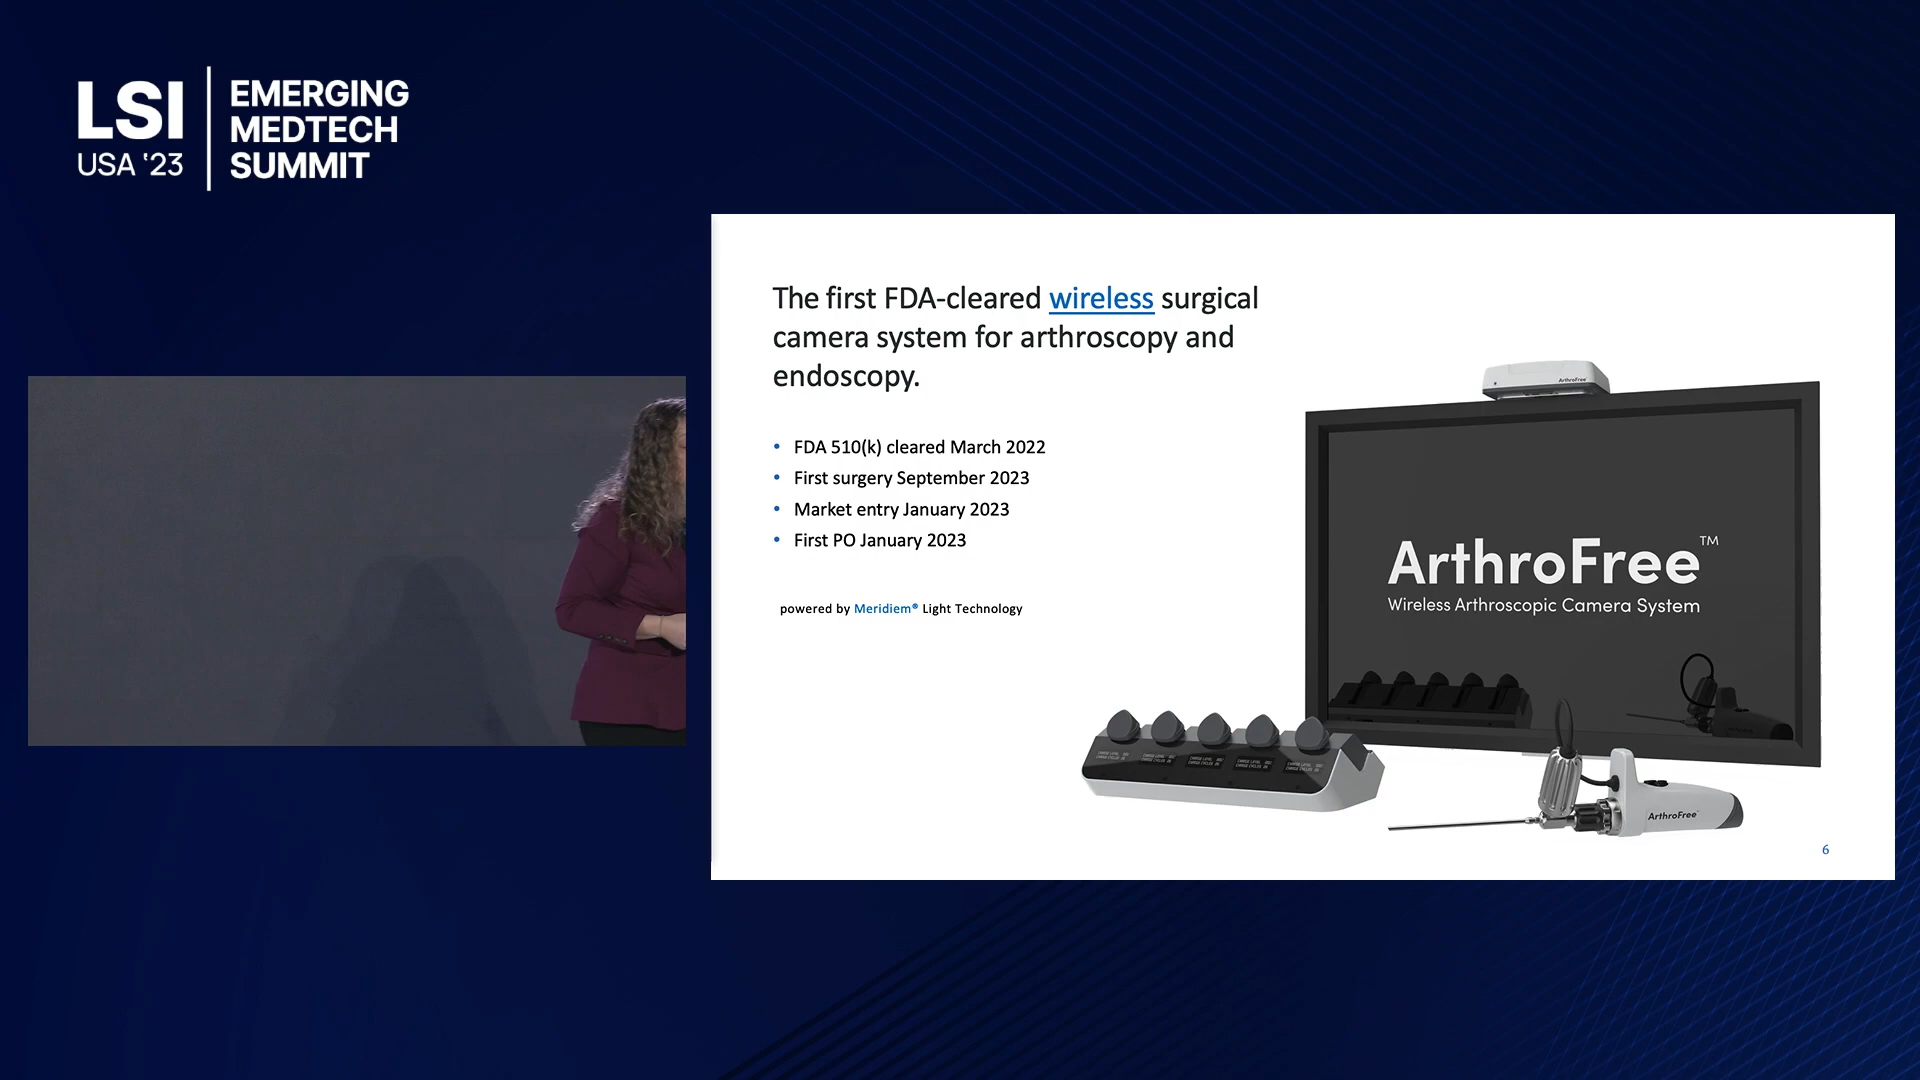 LSI
USA '23
EMERGING
MEDTECH
SUMMIT
The first FDA-cleared wireless surgical
camera system for arthroscopy and
endoscopy.
• FDA 510(k) cleared March 2022
• First surgery September 2023
• Market entry January 2023
• First PO January 2023
powered by Meridiem® Light Technology
ArthroFree
ArthroFree™
Wireless Arthroscopic Camera System
ArthroFree
6